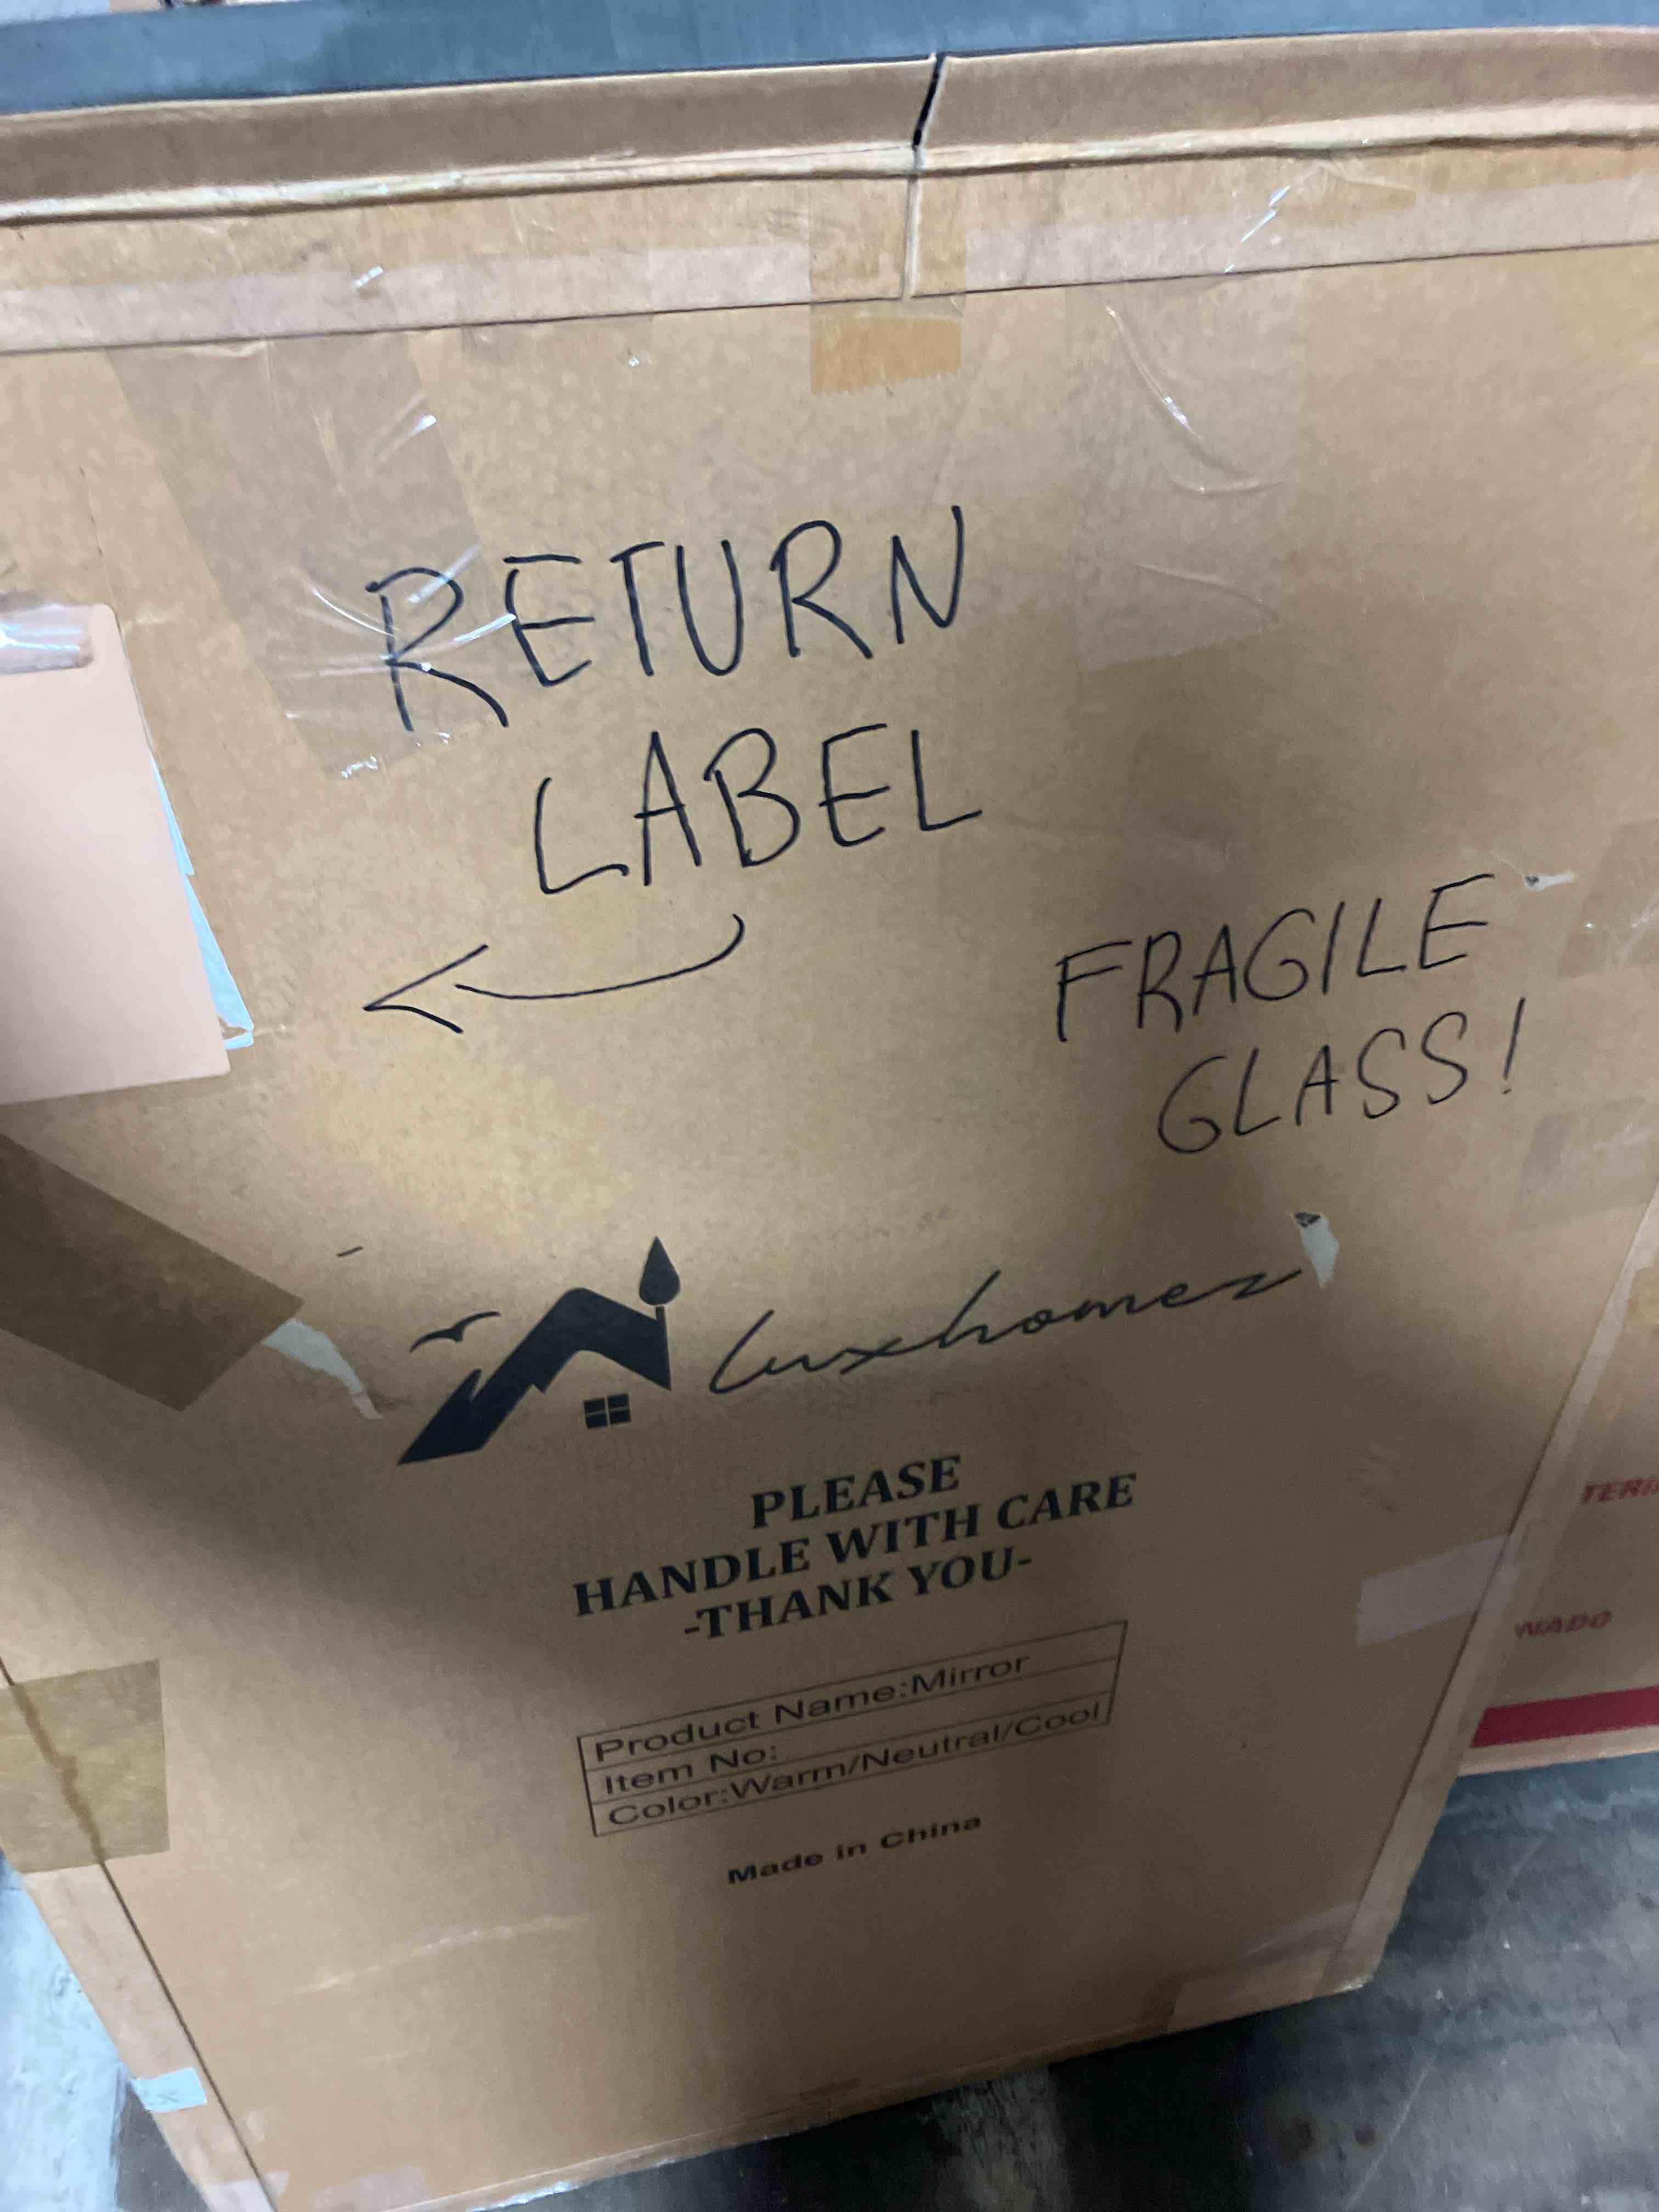 RETURN
LABEL
FRAGILE
GLASS!
luxhomez
PLEASE
HANDLE WITH CARE
-THANK YOU-
Product Name:Mirror
Item No:
Color:Warm/Neutral/Cool
Made in China